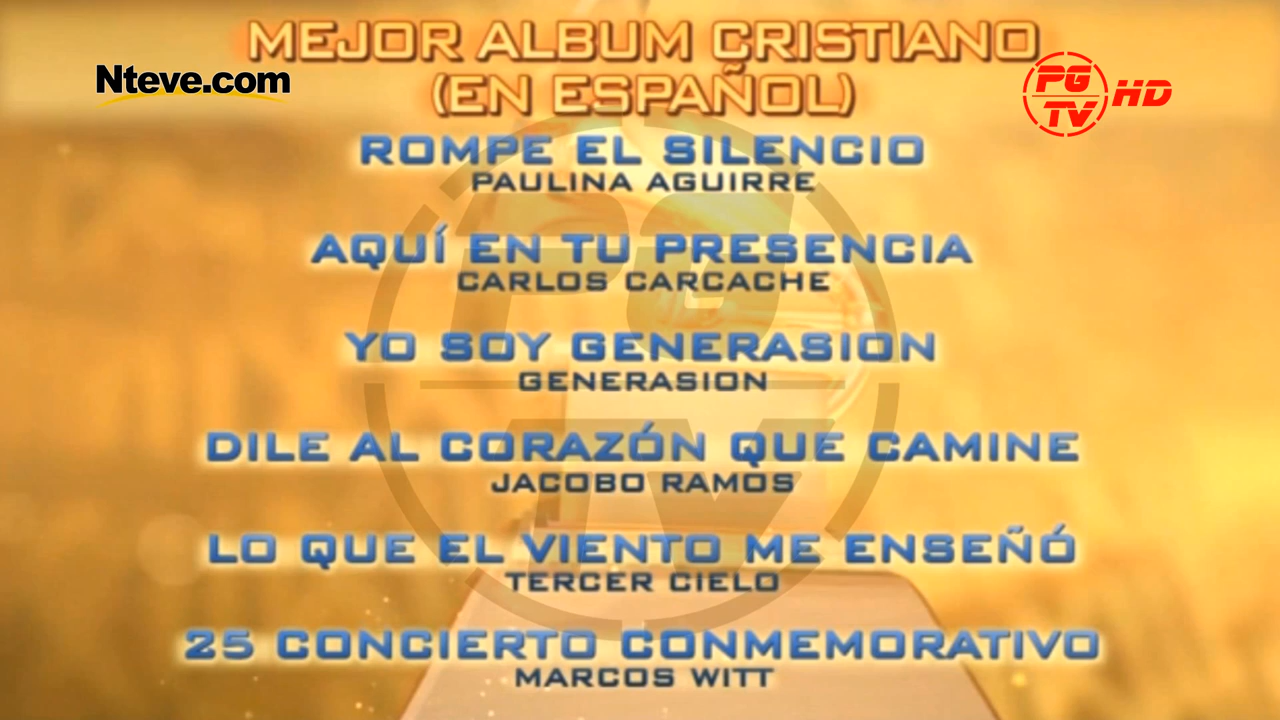 MEJOR ALBUM CRISTIANO
(EN ESPAÑOL)
Nteve.com
PG
TV HD
ROMPE EL SILENCIO
PAULINA AGUIRRE
AQUÍ EN TU PRESENCIA
CARLOS CARCACHE
YO SOY GENERASION
GENERASION
DILE AL CORAZÓN QUE CAMINE
JACOBO RAMOS
LO QUE EL VIENTO ME ENSEÑÓ
TERCER CIELO
25 CONCIERTO CONMEMORATIVO
MARCOS WITT
PG
TV